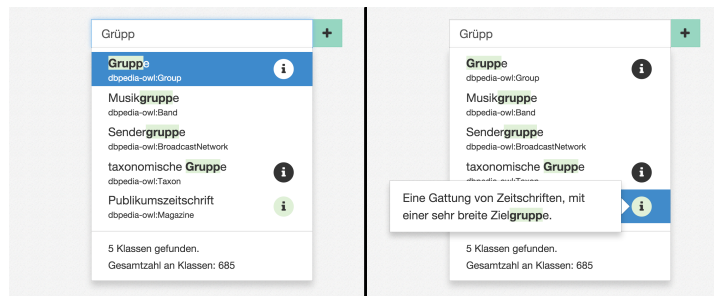 Grüpp
+
Gruppe
dbpedia-owl:Group
i
Musikgruppe
dbpedia-owl:Band
Sendergruppe
dbpedia-owl:BroadcastNetwork
taxonomische Gruppe
dbpedia-owl:Taxon
i
Publikumszeitschrift
dbpedia-owl:Magazine
i
5 Klassen gefunden.
Gesamtzahl an Klassen: 685
Grüpp
+
Gruppe
dbpedia-owl:Group
i
Musikgruppe
dbpedia-owl:Band
Sendergruppe
dbpedia-owl:BroadcastNetwork
taxonomische Gruppe
dbpedia-owl:Taxon
i
Eine Gattung von Zeitschriften, mit
einer sehr breite Zielgruppe.
i
5 Klassen gefunden.
Gesamtzahl an Klassen: 685